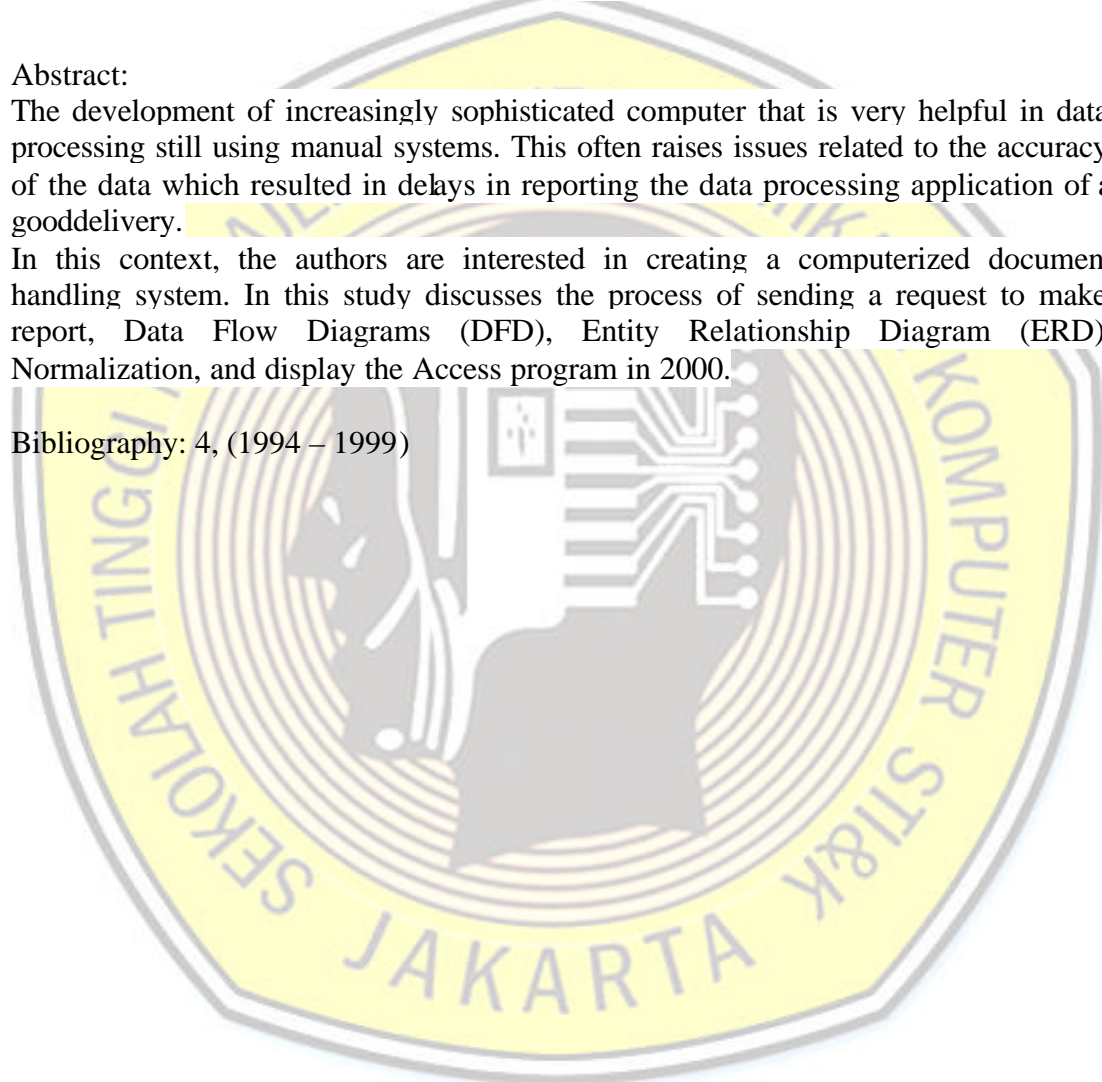 Abstract:
The development of increasingly sophisticated computer that is very helpful in data
processing still using manual systems. This often raises issues related to the accuracy
of the data which resulted in delays in reporting the data processing application of a
gooddelivery.
In this context, the authors are interested in creating a computerized documen
handling system. In this study discusses the process of sending a request to make
report, Data Flow Diagrams (DFD), Entity Relationship Diagram (ERD)
Normalization, and display the Access program in 2000.
Bibliography: 4, (1994 – 1999)
SEKOLAH TINGGI
KOMPUTER STI&K
JAKARTA